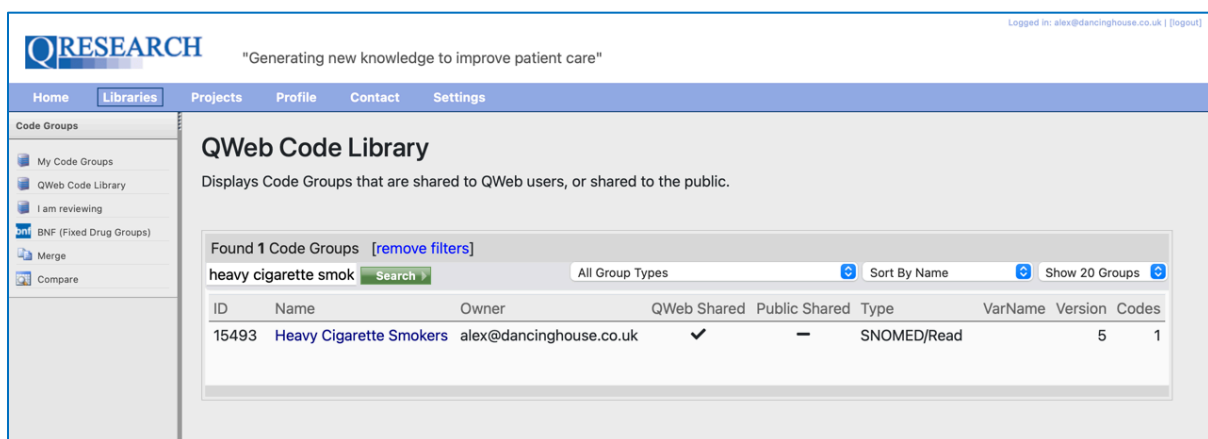 Logged in: alex@dancinghouse.co.uk | [logout]
QRESEARCH
"Generating new knowledge to improve patient care"
Home Libraries Projects Profile Contact Settings
Code Groups
My Code Groups
QWeb Code Library
I am reviewing
bnf BNF (Fixed Drug Groups)
Merge
Compare
QWeb Code Library
Displays Code Groups that are shared to QWeb users, or shared to the public.
Found 1 Code Groups [remove filters]
heavy cigarette smok Search All Group Types Sort By Name Show 20 Groups
ID Name Owner QWeb Shared Public Shared Type VarName Version Codes
15493 Heavy Cigarette Smokers alex@dancinghouse.co.uk ✓ – SNOMED/Read 5 1